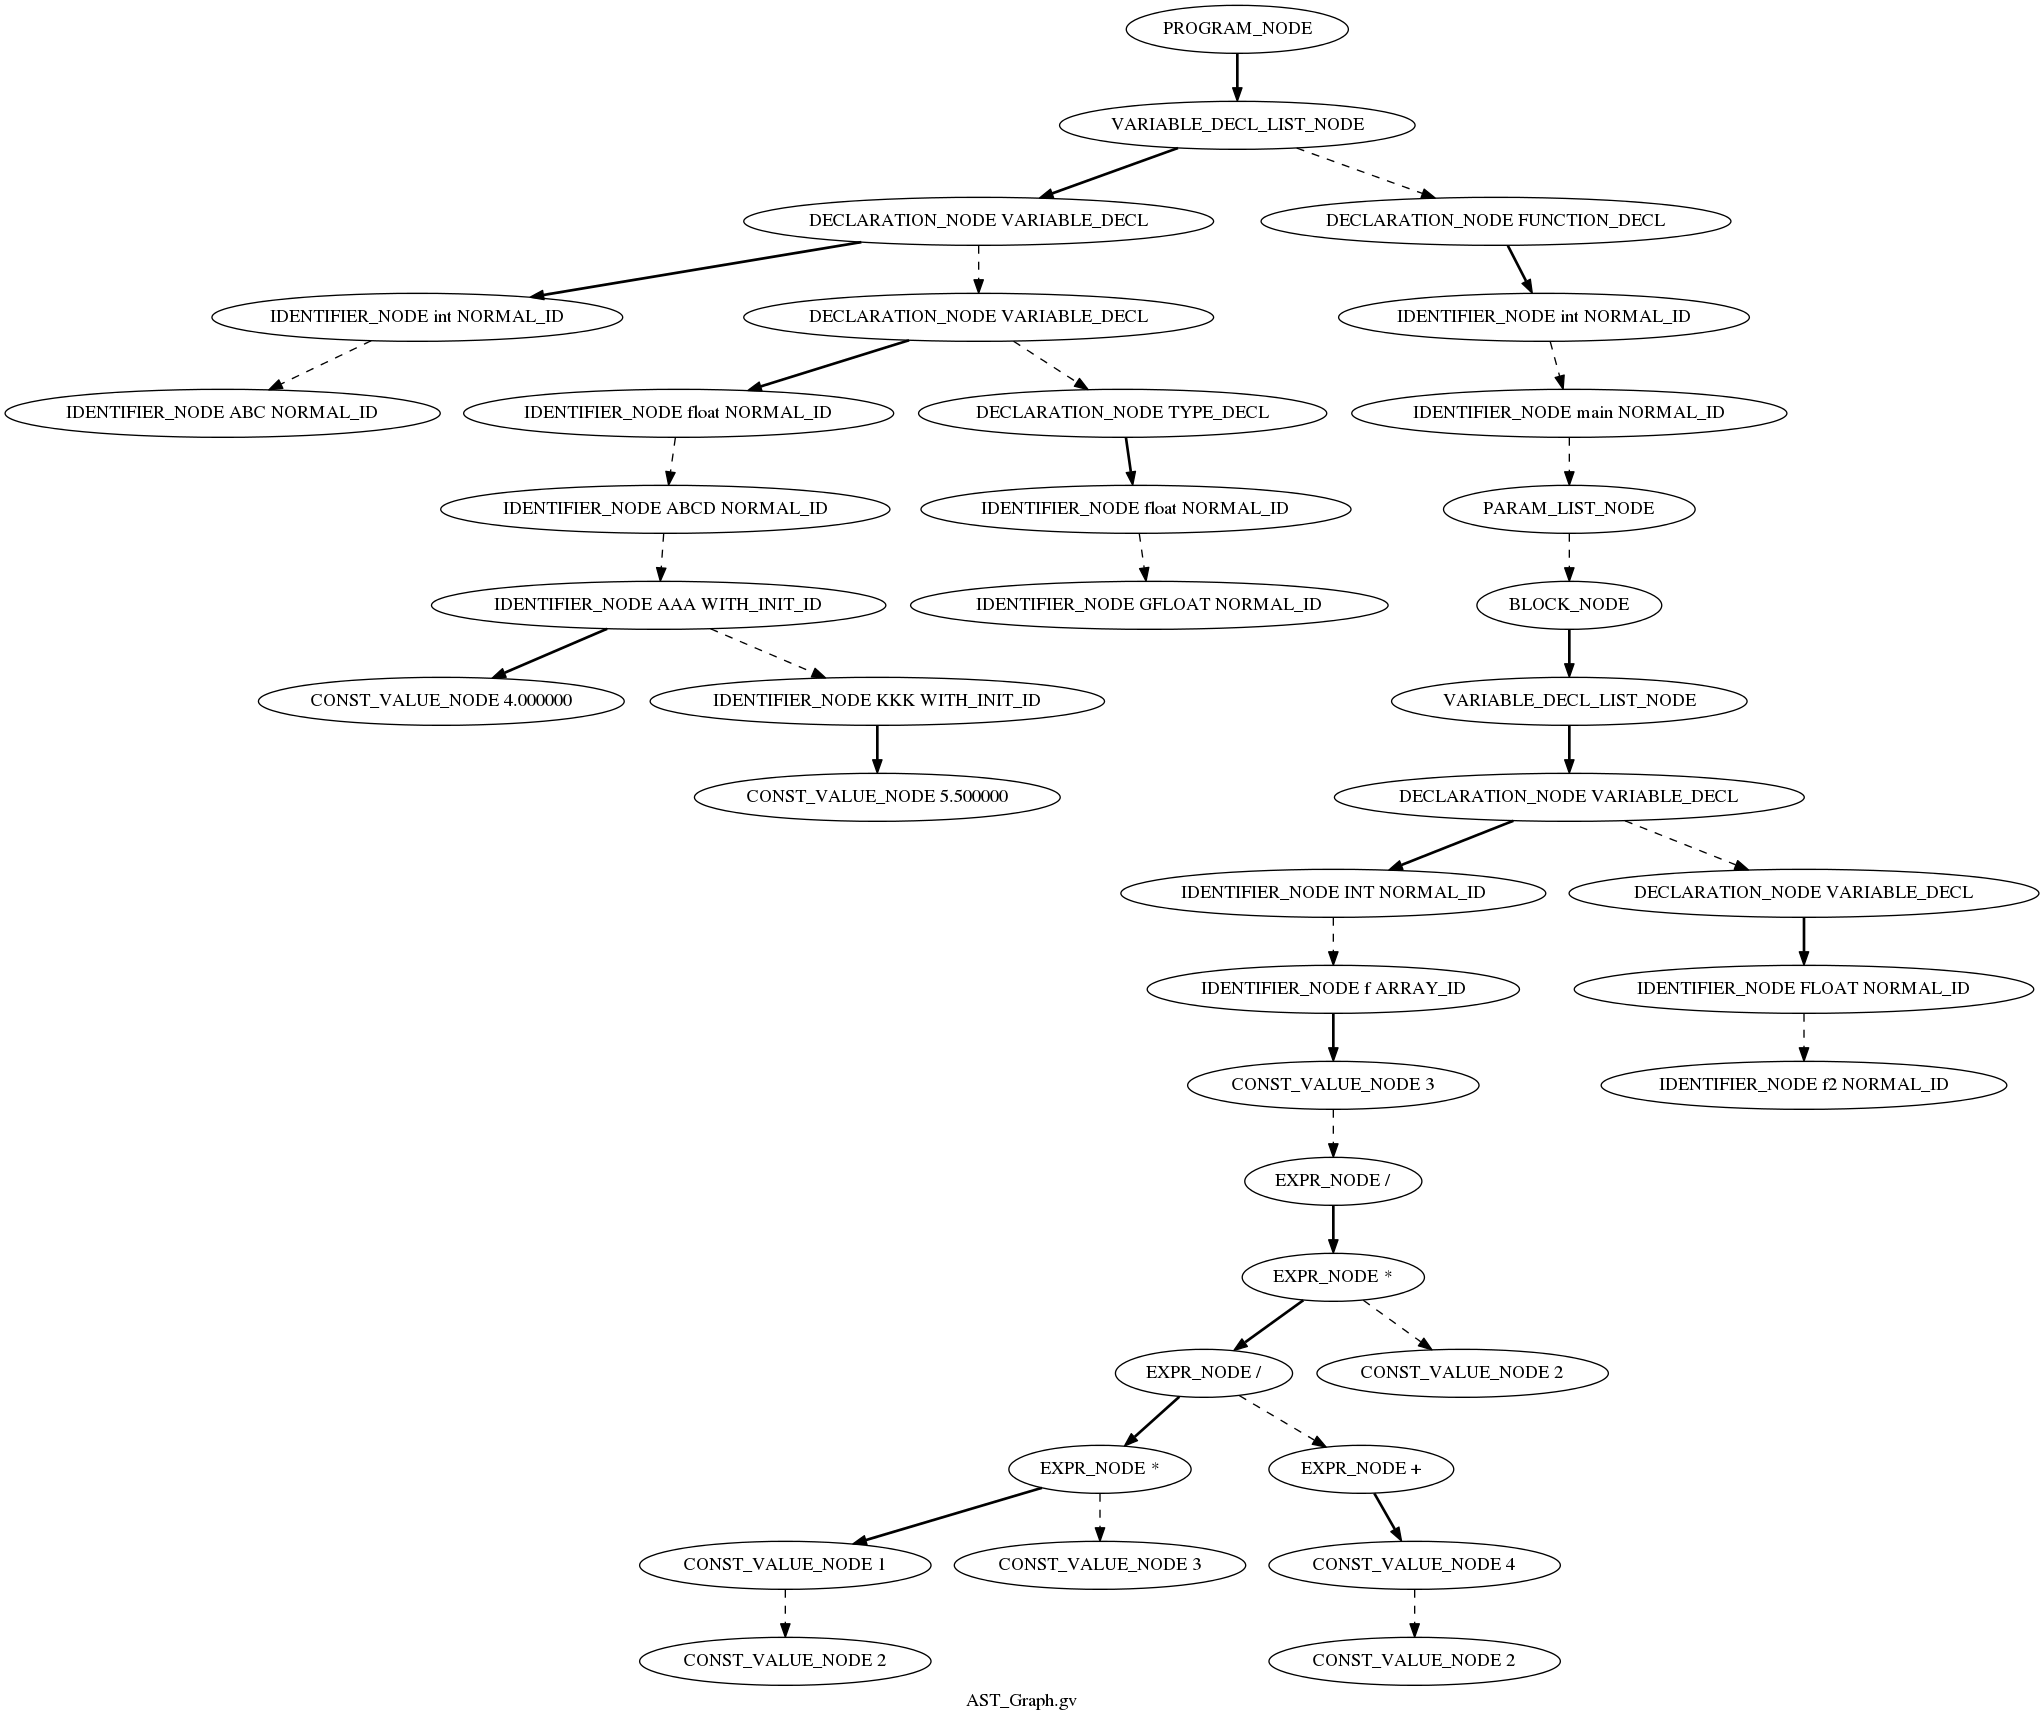 PROGRAM_NODE
VARIABLE_DECL_LIST_NODE
DECLARATION_NODE VARIABLE_DECL
DECLARATION_NODE FUNCTION_DECL
IDENTIFIER_NODE int NORMAL_ID
DECLARATION_NODE VARIABLE_DECL
IDENTIFIER_NODE int NORMAL_ID
IDENTIFIER_NODE ABC NORMAL_ID
IDENTIFIER_NODE float NORMAL_ID
DECLARATION_NODE TYPE_DECL
IDENTIFIER_NODE main NORMAL_ID
IDENTIFIER_NODE ABCD NORMAL_ID
IDENTIFIER_NODE float NORMAL_ID
PARAM_LIST_NODE
IDENTIFIER_NODE AAA WITH_INIT_ID
IDENTIFIER_NODE GFLOAT NORMAL_ID
BLOCK_NODE
CONST_VALUE_NODE 4.000000
IDENTIFIER_NODE KKK WITH_INIT_ID
VARIABLE_DECL_LIST_NODE
CONST_VALUE_NODE 5.500000
DECLARATION_NODE VARIABLE_DECL
IDENTIFIER_NODE INT NORMAL_ID
DECLARATION_NODE VARIABLE_DECL
IDENTIFIER_NODE f ARRAY_ID
IDENTIFIER_NODE FLOAT NORMAL_ID
CONST_VALUE_NODE 3
IDENTIFIER_NODE f2 NORMAL_ID
EXPR_NODE /
EXPR_NODE *
EXPR_NODE /
CONST_VALUE_NODE 2
EXPR_NODE *
EXPR_NODE +
CONST_VALUE_NODE 1
CONST_VALUE_NODE 3
CONST_VALUE_NODE 4
CONST_VALUE_NODE 2
CONST_VALUE_NODE 2
AST_Graph.gv